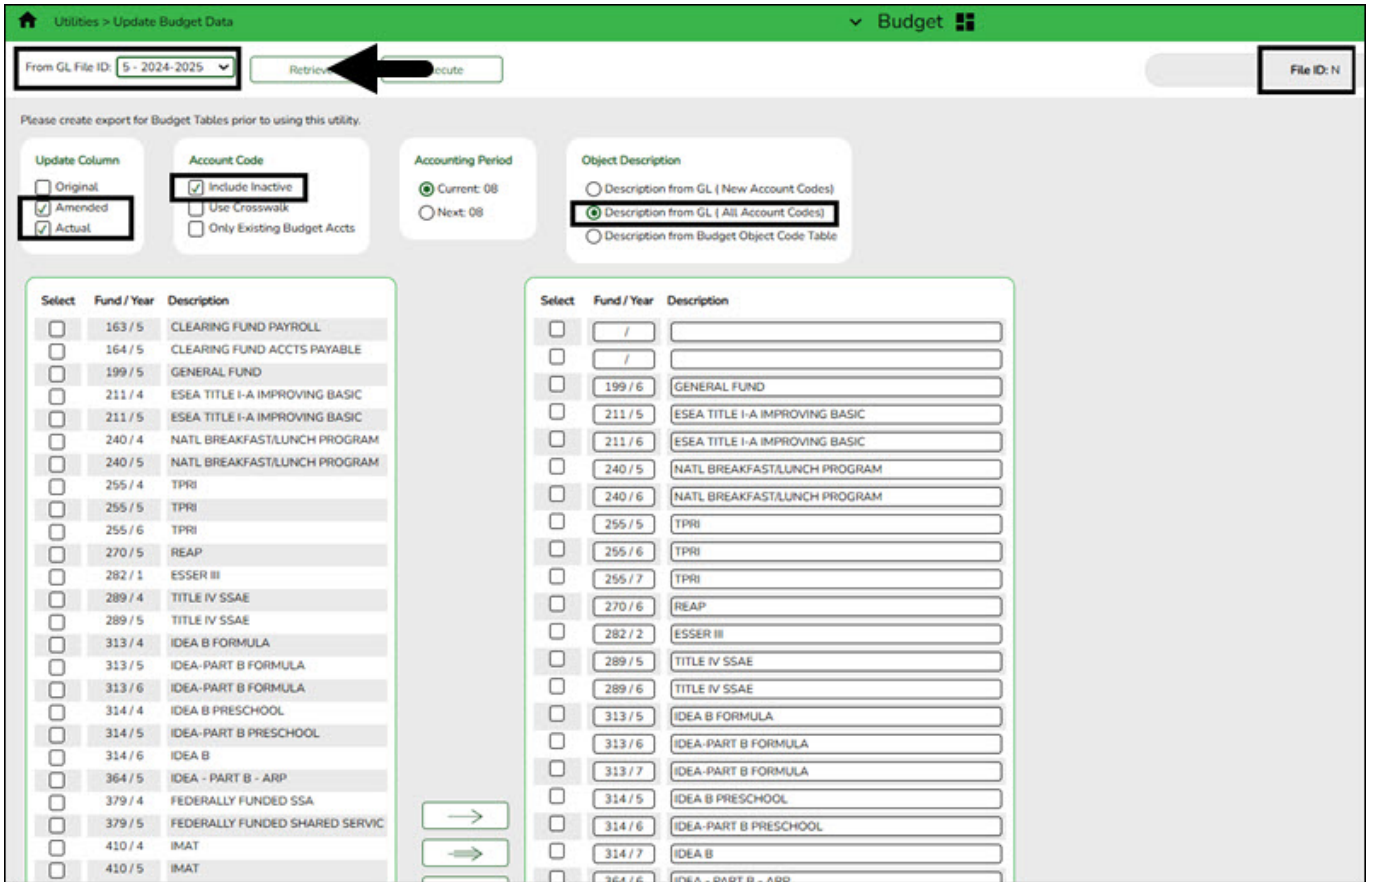 Utilities > Update Budget Data
Budget
From GL File ID: 5 - 2024-2025
Retrieve
ecute
File ID: N
Please create export for Budget Tables prior to using this utility.
Update Column
Original
Amended
Actual
Account Code
Include Inactive
Use Crosswalk
Only Existing Budget Accts
Accounting Period
Current: 08
Next: 08
Object Description
Description from GL ( New Account Codes)
Description from GL ( All Account Codes)
Description from Budget Object Code Table
Select Fund / Year Description
163 / 5 CLEARING FUND PAYROLL
164 / 5 CLEARING FUND ACCTS PAYABLE
199 / 5 GENERAL FUND
211 / 4 ESEA TITLE I-A IMPROVING BASIC
211 / 5 ESEA TITLE I-A IMPROVING BASIC
240 / 4 NATL BREAKFAST/LUNCH PROGRAM
240 / 5 NATL BREAKFAST/LUNCH PROGRAM
255 / 4 TPRI
255 / 5 TPRI
255 / 6 TPRI
270 / 5 REAP
282 / 1 ESSER III
289 / 4 TITLE IV SSAE
289 / 5 TITLE IV SSAE
313 / 4 IDEA B FORMULA
313 / 5 IDEA-PART B FORMULA
313 / 6 IDEA-PART B FORMULA
314 / 4 IDEA B PRESCHOOL
314 / 5 IDEA-PART B PRESCHOOL
314 / 6 IDEA B
364 / 5 IDEA - PART B - ARP
379 / 4 FEDERALLY FUNDED SSA
379 / 5 FEDERALLY FUNDED SHARED SERVIC
410 / 4 IMAT
410 / 5 IMAT
Select Fund / Year Description
/
/
199 / 6 GENERAL FUND
211 / 5 ESEA TITLE I-A IMPROVING BASIC
211 / 6 ESEA TITLE I-A IMPROVING BASIC
240 / 5 NATL BREAKFAST/LUNCH PROGRAM
240 / 6 NATL BREAKFAST/LUNCH PROGRAM
255 / 5 TPRI
255 / 6 TPRI
255 / 7 TPRI
270 / 6 REAP
282 / 2 ESSER III
289 / 5 TITLE IV SSAE
289 / 6 TITLE IV SSAE
313 / 5 IDEA B FORMULA
313 / 6 IDEA-PART B FORMULA
313 / 7 IDEA-PART B FORMULA
314 / 5 IDEA B PRESCHOOL
314 / 6 IDEA-PART B PRESCHOOL
314 / 7 IDEA B
364 / 6 IDEA - PART B - ARP